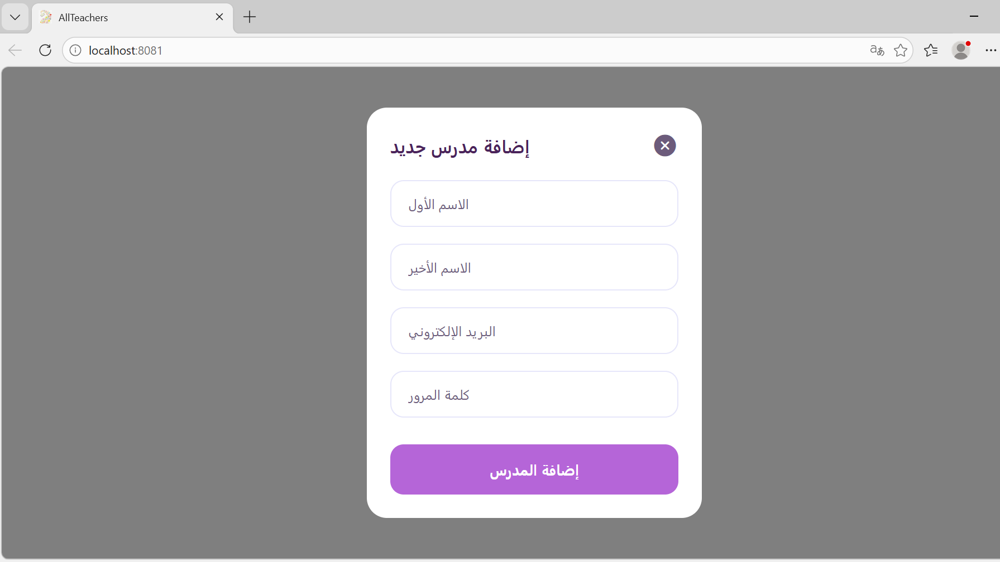 AllTeachers
localhost:8081
إضافة مدرس جديد
الاسم الأول
الاسم الأخير
البريد الإلكتروني
كلمة المرور
إضافة المدرس